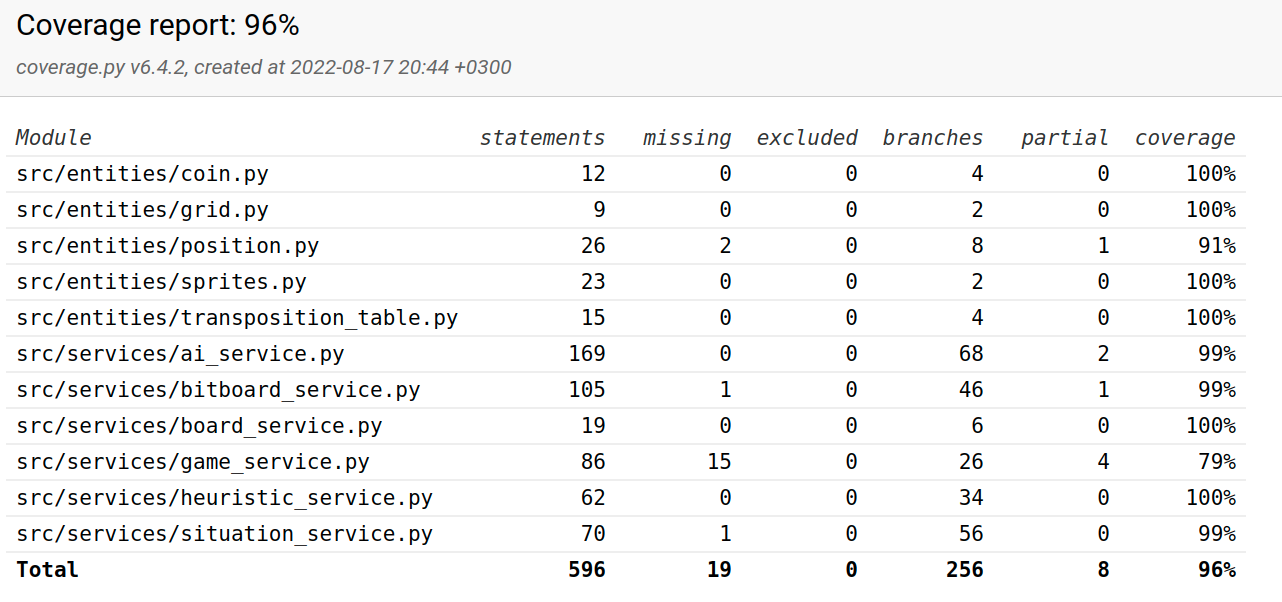 Coverage report: 96%
coverage.py v6.4.2, created at 2022-08-17 20:44 +0300
Module statements missing excluded branches partial coverage
src/entities/coin.py 12 0 0 4 0 100%
src/entities/grid.py 9 0 0 2 0 100%
src/entities/position.py 26 2 0 8 1 91%
src/entities/sprites.py 23 0 0 2 0 100%
src/entities/transposition_table.py 15 0 0 4 0 100%
src/services/ai_service.py 169 0 0 68 2 99%
src/services/bitboard_service.py 105 1 0 46 1 99%
src/services/board_service.py 19 0 0 6 0 100%
src/services/game_service.py 86 15 0 26 4 79%
src/services/heuristic_service.py 62 0 0 34 0 100%
src/services/situation_service.py 70 1 0 56 0 99%
Total 596 19 0 256 8 96%